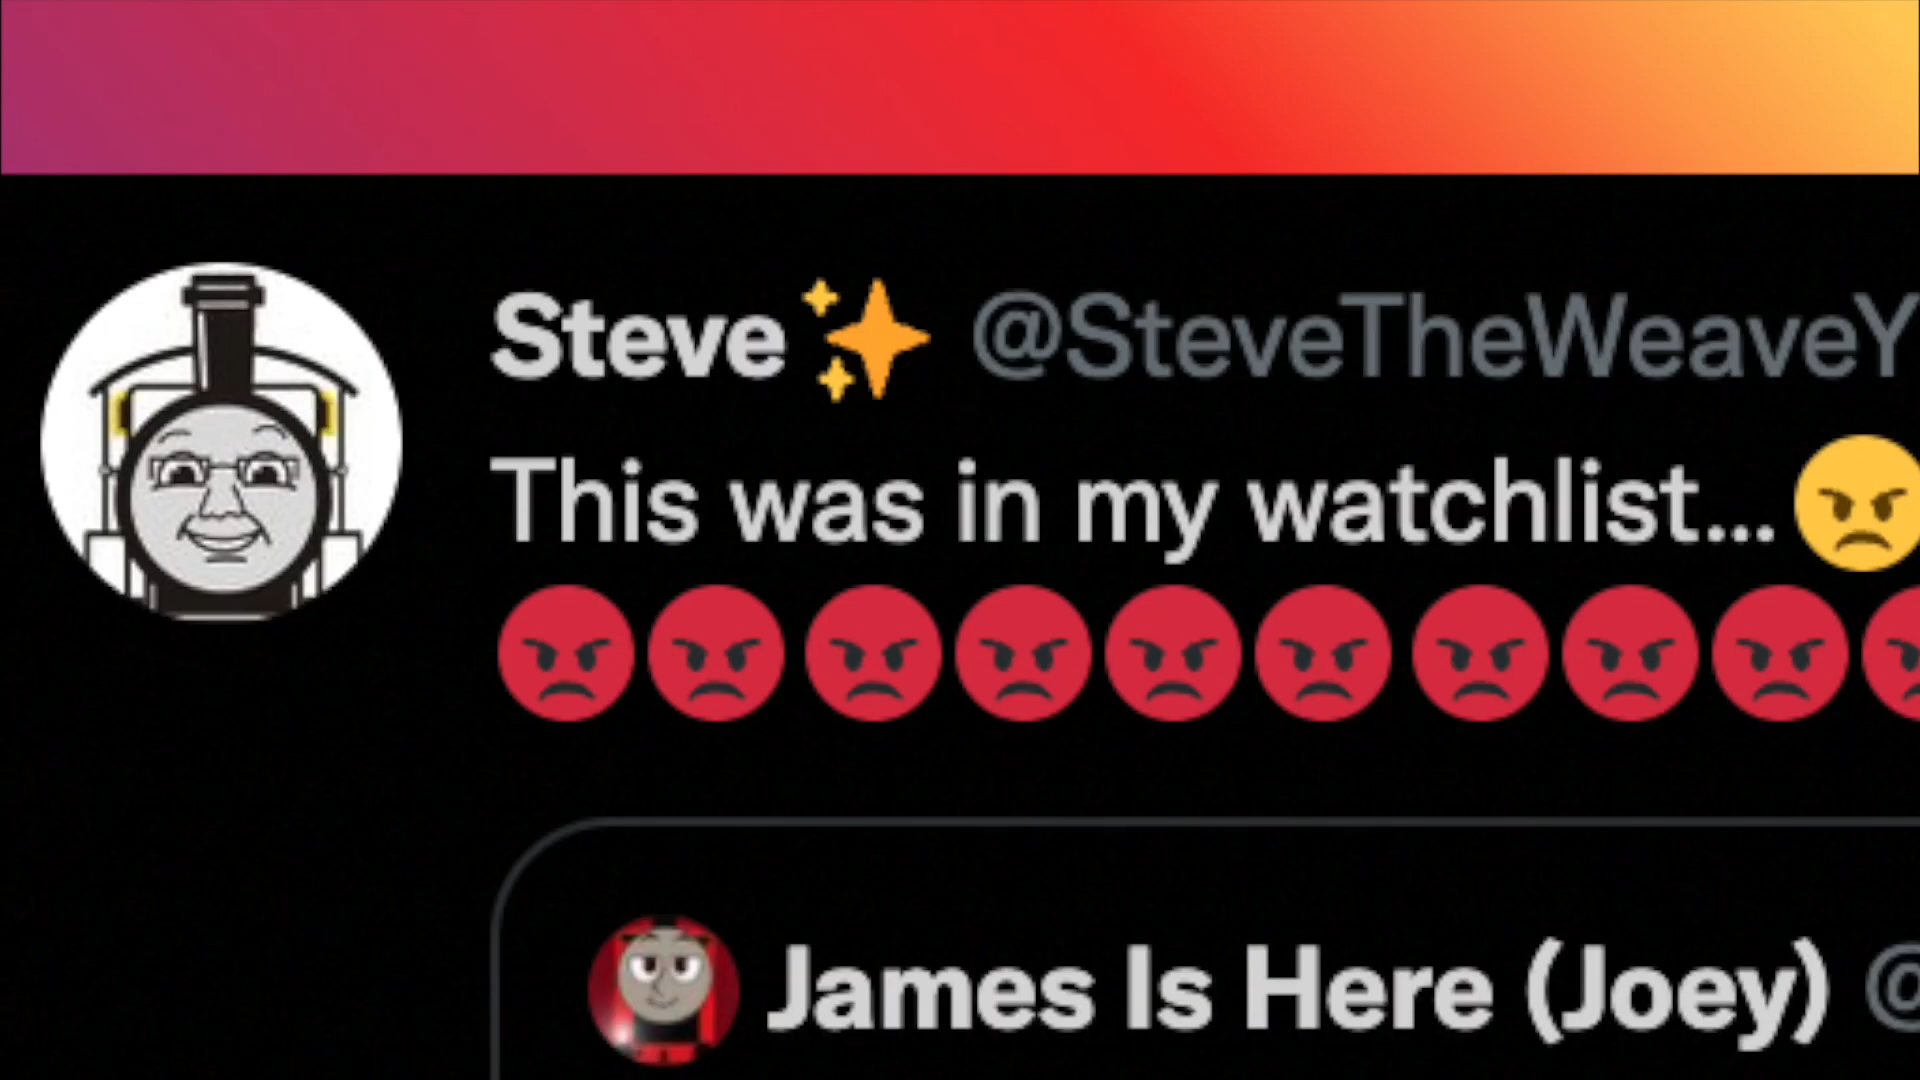 Steve✨ @SteveTheWeaveY
This was in my watchlist...😠
😡😡😡😡😡😡😡😡😡😡
James Is Here (Joey) @